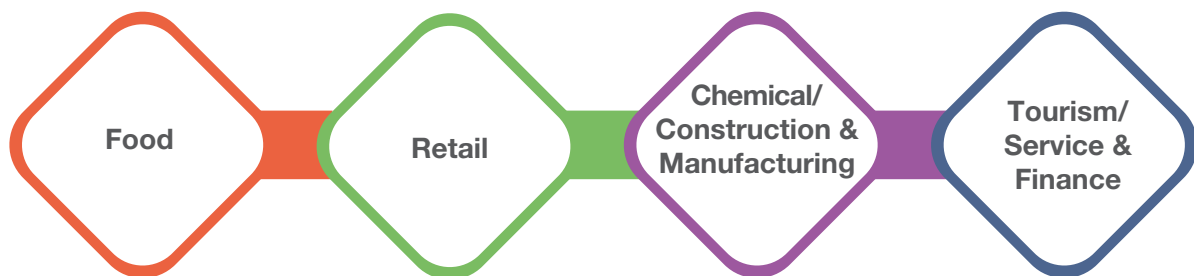 Food
Retail
Chemical/
Construction &
Manufacturing
Tourism/
Service &
Finance